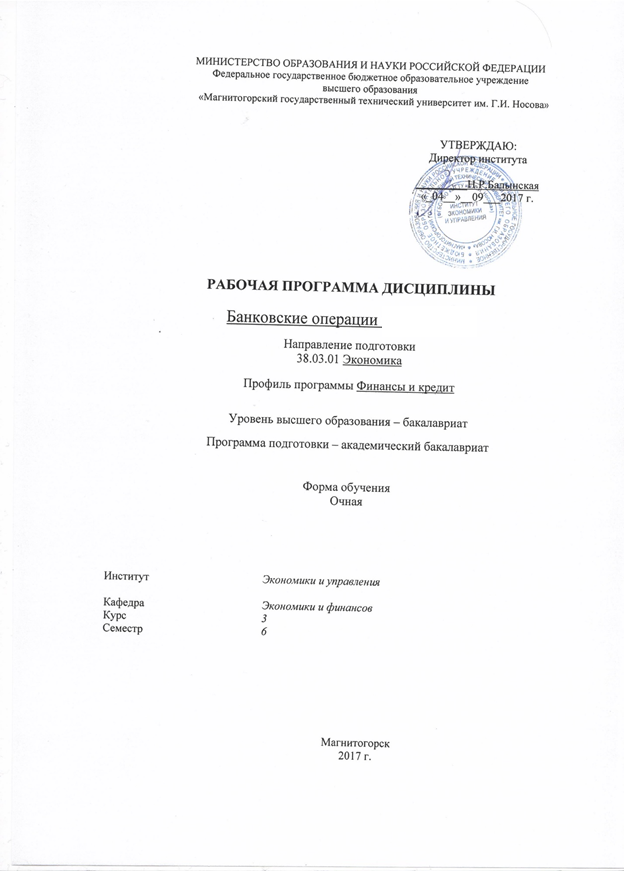 МИНИСТЕРСТВО ОБРАЗОВАНИЯ И НАУКИ РОССИЙСКОЙ ФЕДЕРАЦИИ
Федеральное государственное бюджетное образовательное учреждение
высшего образования
«Магнитогорский государственный технический университет им. Г.И. Носова»
УТВЕРЖДАЮ:
Директор института
Н.Р.Балынская
« 04 » 09 2017 г.
ИНСТИТУТ
ЭКОНОМИКИ
И УПРАВЛЕНИЯ
РАБОЧАЯ ПРОГРАММА ДИСЦИПЛИНЫ
Банковские операции
Направление подготовки
38.03.01 Экономика
Профиль программы Финансы и кредит
Уровень высшего образования – бакалавриат
Программа подготовки – академический бакалавриат
Форма обучения
Очная
Институт Экономики и управления
Кафедра Экономики и финансов
Курс 3
Семестр 6
Магнитогорск
2017 г.